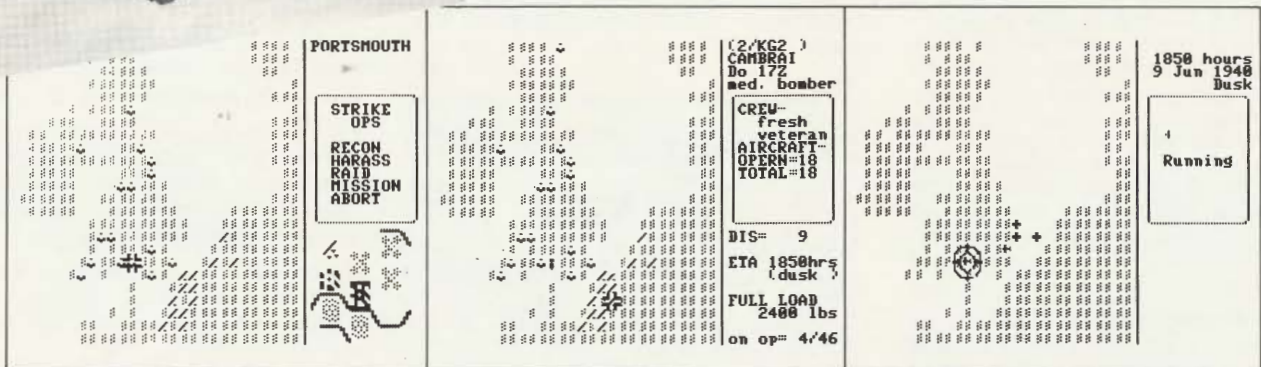 PORTSMOUTH
STRIKE
OPS
RECON
HARASS
RAID
MISSION
ABORT
(2/KG2 )
CAMBRAI
Do 17Z
med. bomber
CREW-
fresh
veteran
AIRCRAFT-
OPERN=18
TOTAL=18
DIS= 9
ETA 1850hrs
(dusk )
FULL LOAD
2400 lbs
on op= 4/46
1850 hours
9 Jun 1940
Dusk
Running